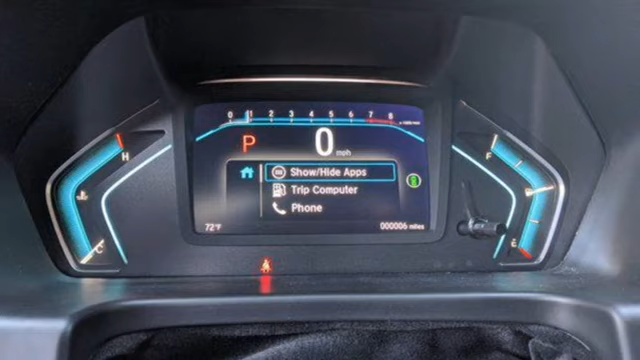 0 1 2 3 4 5 6 7 8
P 0 mph
H
F
Show/Hide Apps
Trip Computer
Phone
C
E
72°F
000006 miles